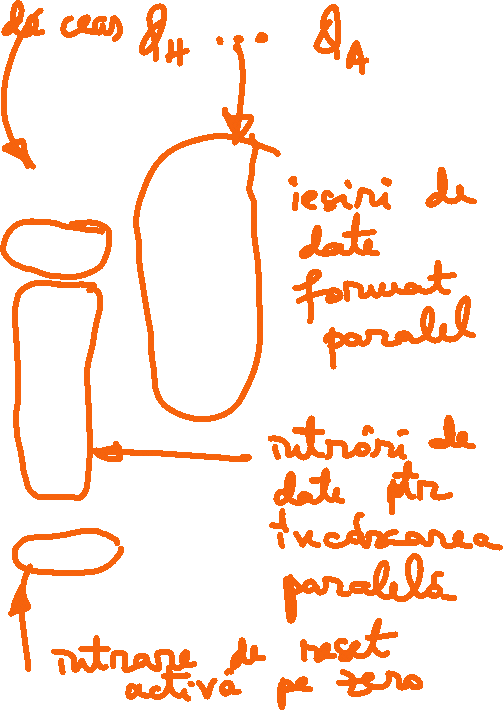 de ceas Q_H ... Q_A
iesiri de
date
format
paralel
intrări de
date ptr
încărcarea
paralelă
intrare de reset
activă pe zero